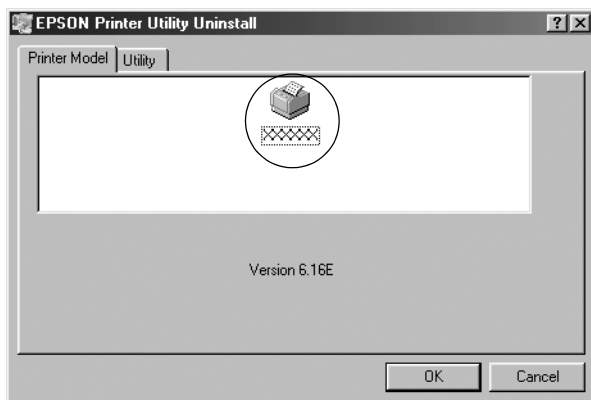 EPSON Printer Utility Uninstall
Printer Model
Utility
Version 6.16E
OK
Cancel